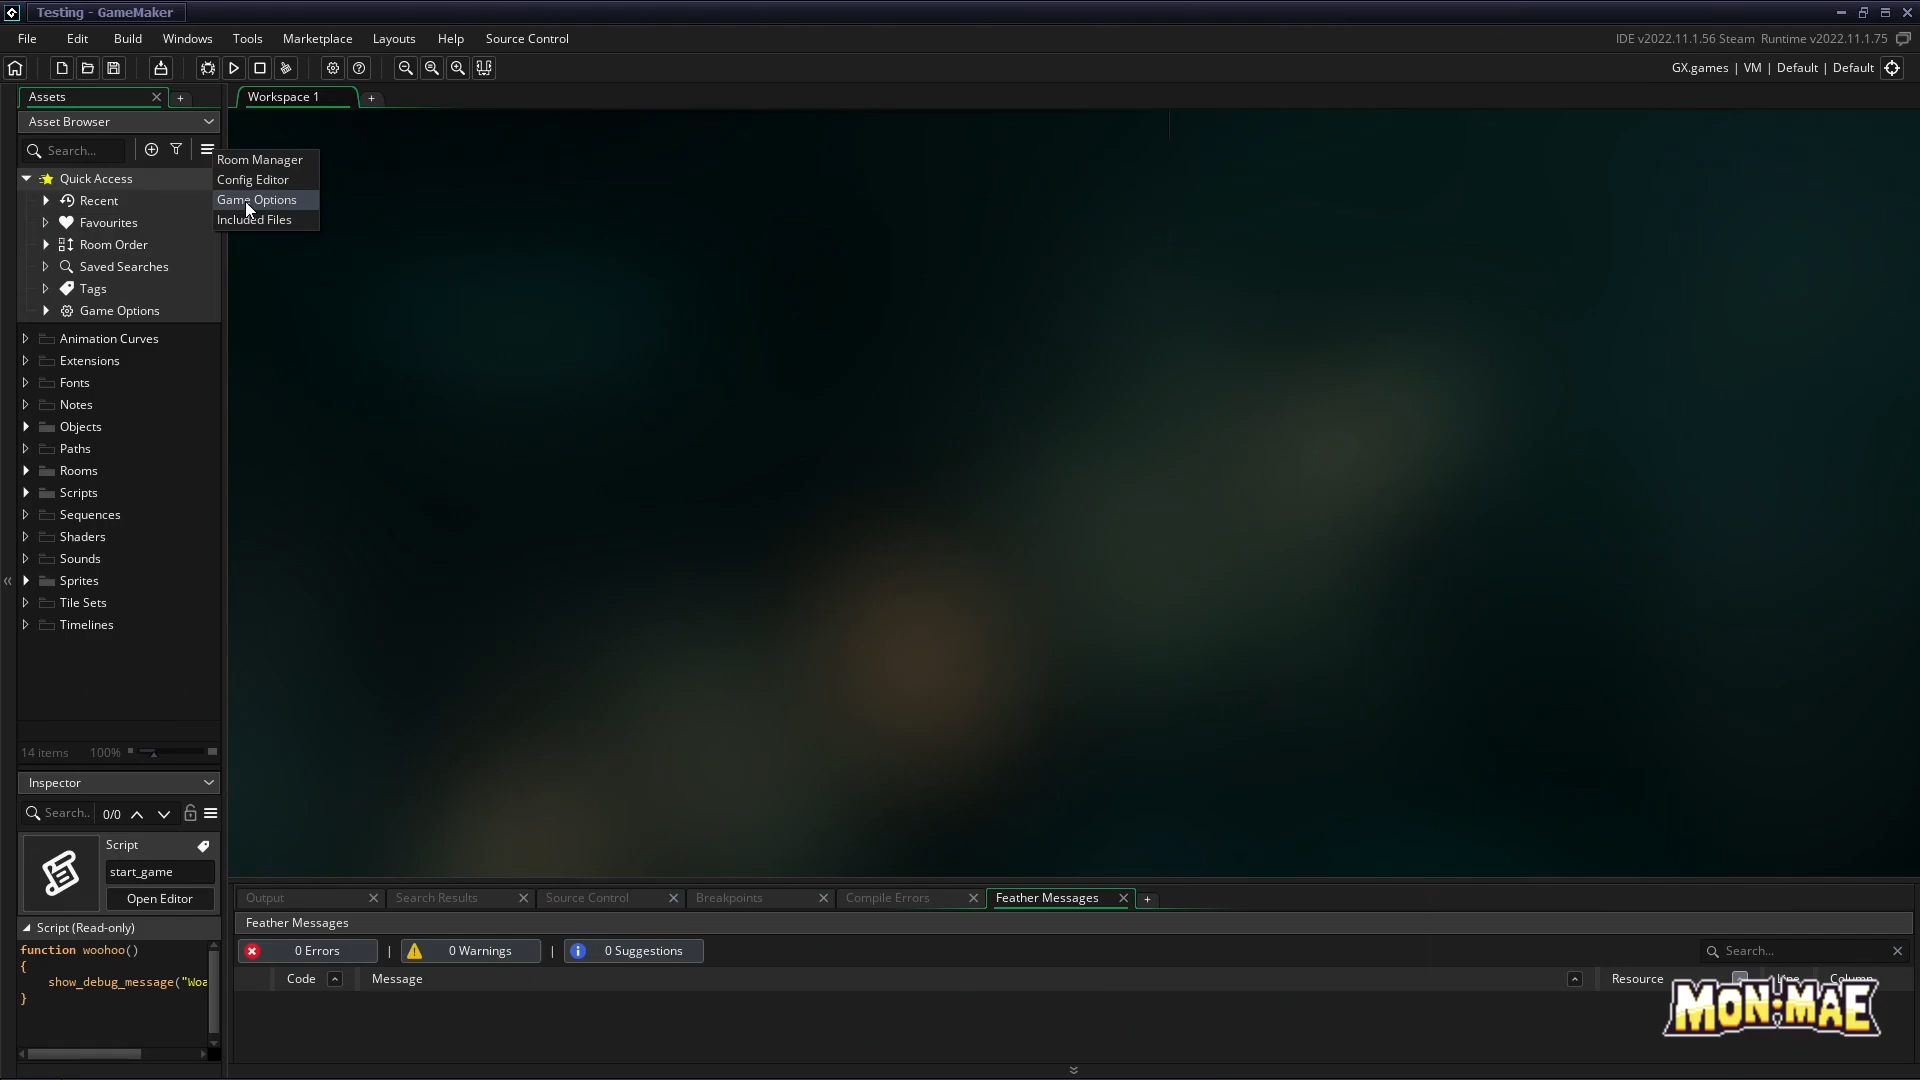 Testing - GameMaker
File Edit Build Windows Tools Marketplace Layouts Help Source Control
IDE v2022.11.1.56 Steam Runtime v2022.11.1.75
GX.games | VM | Default | Default
Assets
Workspace 1
Asset Browser
Search...
Room Manager
Config Editor
Game Options
Included Files
Quick Access
Recent
Favourites
Room Order
Saved Searches
Tags
Game Options
Animation Curves
Extensions
Fonts
Notes
Objects
Paths
Rooms
Scripts
Sequences
Shaders
Sounds
Sprites
Tile Sets
Timelines
14 items 100%
Inspector
Search.. 0/0
Script
start_game
Open Editor
Script (Read-only)
function woohoo()
{
show_debug_message("Woa
}
Output Search Results Source Control Breakpoints Compile Errors Feather Messages
Feather Messages
0 Errors | 0 Warnings | 0 Suggestions
Search...
Code Message Resource Line Column
MON:MAE